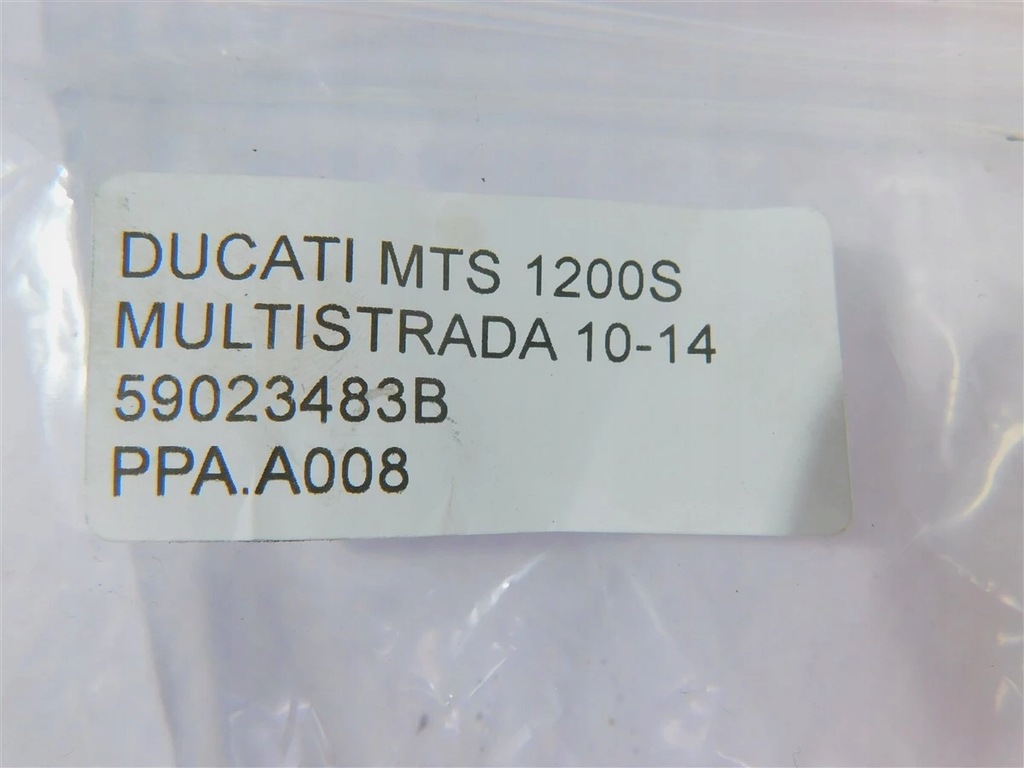 DUCATI MTS 1200S
MULTISTRADA 10-14
59023483B
PPA.A008